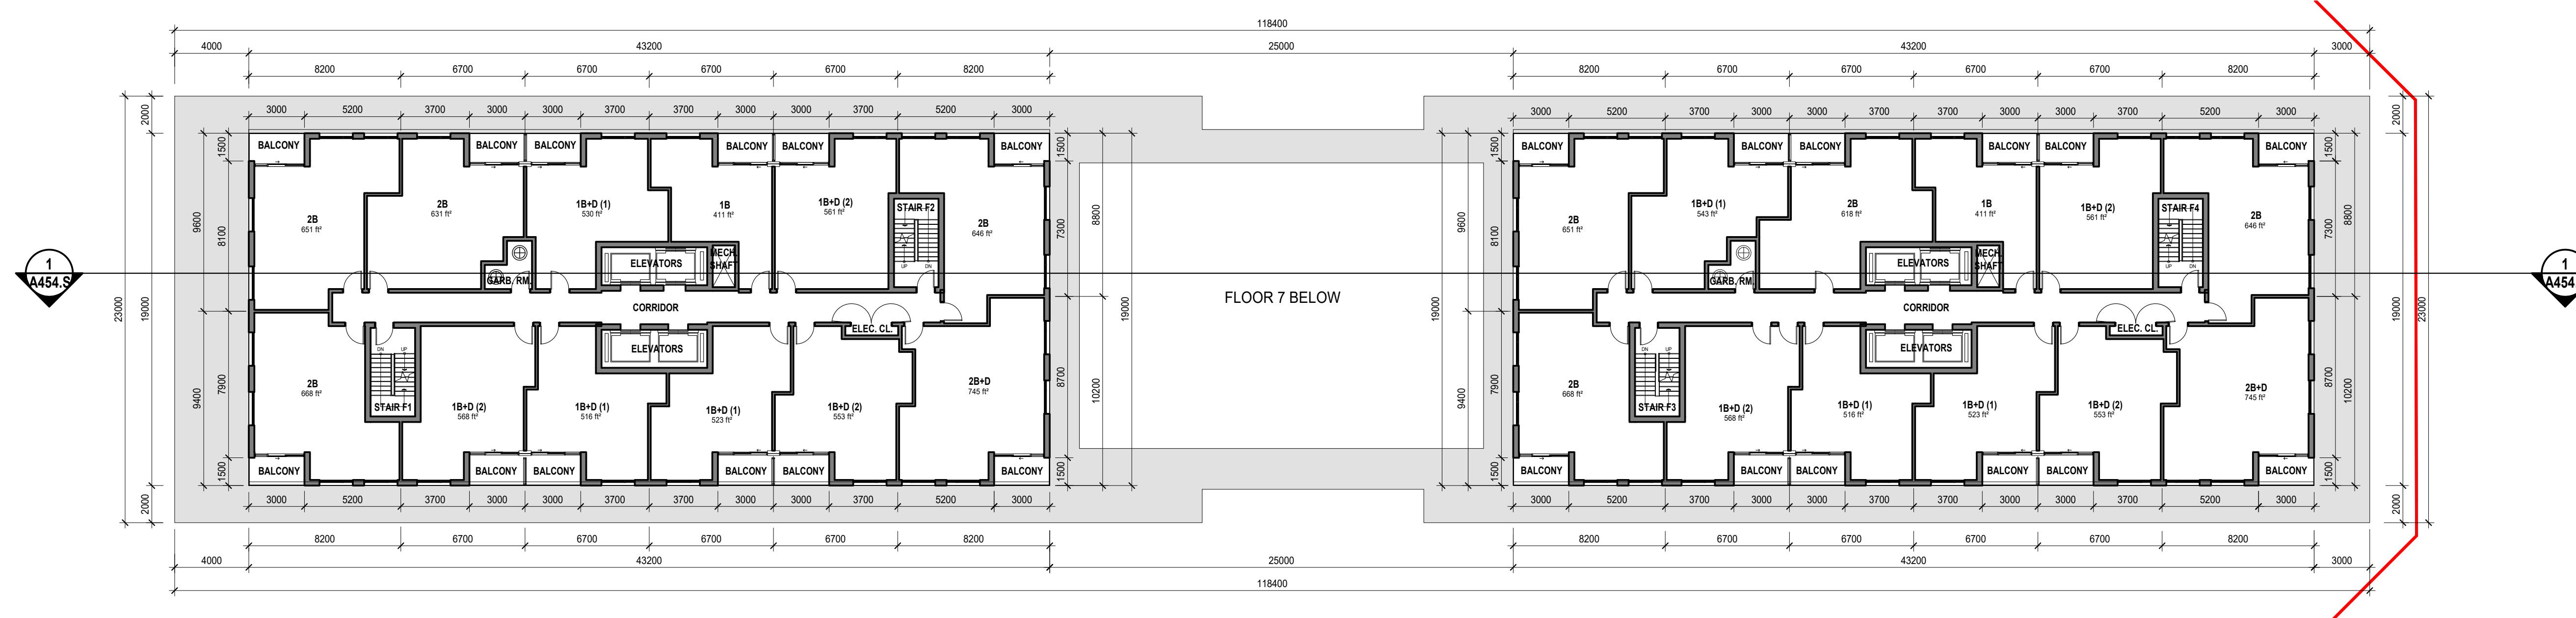 118400
4000 43200 25000 43200 3000
8200 6700 6700 6700 6700 8200 8200 6700 6700 6700 6700 8200
3000 5200 3700 3000 3000 3700 3700 3000 3000 3700 5200 3000 3000 5200 3700 3000 3000 3700 3700 3000 3000 3700 5200 3000
BALCONY BALCONY BALCONY BALCONY BALCONY BALCONY BALCONY BALCONY BALCONY BALCONY BALCONY BALCONY
2000 1500 1500 1500 1500 2000
2B
651 ft²
2B
631 ft²
1B+D (1)
530 ft²
1B
411 ft²
1B+D (2)
561 ft²
STAIR F2
UP DN
2B
646 ft²
2B
651 ft²
1B+D (1)
543 ft²
2B
618 ft²
1B
411 ft²
1B+D (2)
561 ft²
STAIR F4
UP DN
2B
646 ft²
23000 19000 9600 8100 7300 8800 19000
19000 9600 8100 7300 8800 19000 23000
1
A454.S
GARB. RM.
ELEVATORS
MECH.
SHAFT
GARB. RM.
ELEVATORS
MECH.
SHAFT
1
A454
CORRIDOR
FLOOR 7 BELOW
CORRIDOR
ELEC. CL.
ELEC. CL.
ELEVATORS
ELEVATORS
9400 7900 8700 10200
9400 7900 8700 10200
2B
668 ft²
DN UP
STAIR F1
1B+D (2)
568 ft²
1B+D (1)
516 ft²
1B+D (1)
523 ft²
1B+D (2)
553 ft²
2B+D
745 ft²
2B
668 ft²
DN UP
STAIR F3
1B+D (2)
568 ft²
1B+D (1)
516 ft²
1B+D (1)
523 ft²
1B+D (2)
553 ft²
2B+D
745 ft²
BALCONY BALCONY BALCONY BALCONY BALCONY BALCONY BALCONY BALCONY BALCONY BALCONY BALCONY BALCONY
2000 1500 1500 1500 1500 2000
3000 5200 3700 3000 3000 3700 3700 3000 3000 3700 5200 3000 3000 5200 3700 3000 3000 3700 3700 3000 3000 3700 5200 3000
8200 6700 6700 6700 6700 8200 8200 6700 6700 6700 6700 8200
4000 43200 25000 43200 3000
118400